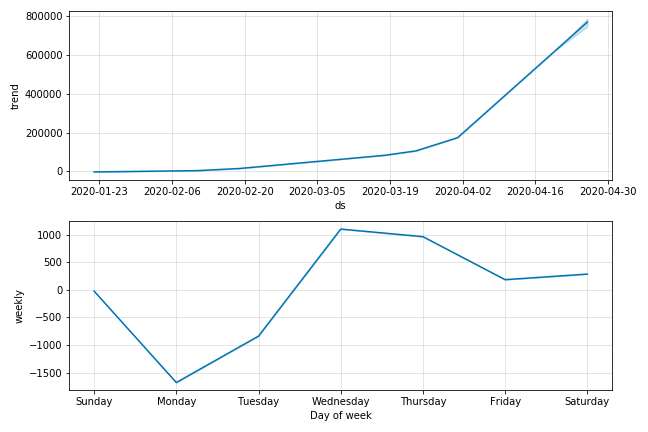 800000
600000
400000
200000
0
trend
2020-01-23 2020-02-06 2020-02-20 2020-03-05 2020-03-19 2020-04-02 2020-04-16 2020-04-30
ds
1000
500
0
−500
−1000
−1500
weekly
Sunday Monday Tuesday Wednesday Thursday Friday Saturday
Day of week